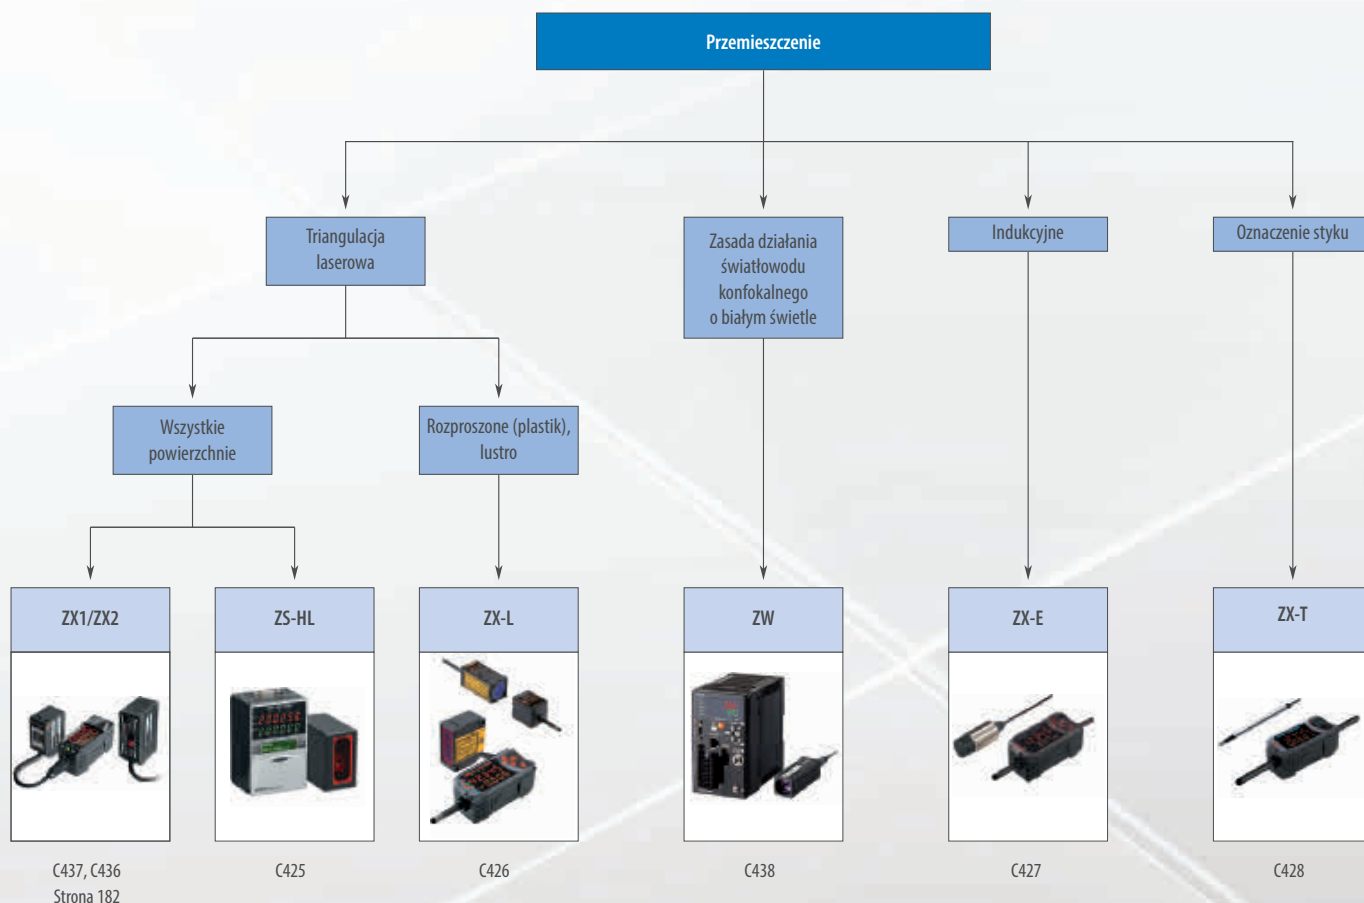 Przemieszczenie
Triangulacja
laserowa
Zasada działania
światłowodu
konfokalnego
o białym świetle
Indukcyjne
Oznaczenie styku
Wszystkie
powierzchnie
Rozproszone (plastik),
lustro
ZX1/ZX2
ZS-HL
ZX-L
ZW
ZX-E
ZX-T
C437, C436
Strona 182
C425
C426
C438
C427
C428